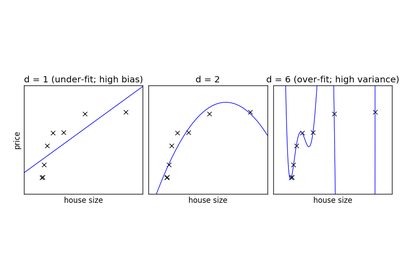 d = 1 (under-fit; high bias)
d = 2
d = 6 (over-fit; high variance)
price
house size
house size
house size